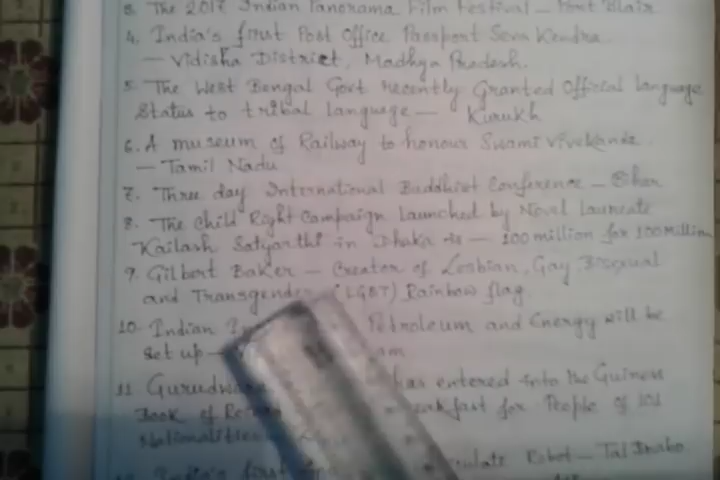 3. The 2017 Indian Panorama Film Festival — Port Blair
4. India's first Post Office Passport Seva Kendra
— Vidisha District, Madhya Pradesh.
5. The West Bengal Govt recently Granted Official language
Status to tribal language — Kurukh
6. A museum of Railway to honour Swami Vivekanda
— Tamil Nadu
7. Three day International Buddhist Conference — Bihar
8. The Child Right Campaign launched by Novel Laureate
Kailash Satyarthi in Dhaka is — 100 million for 100 million
9. Gilbert Baker — Creator of Lesbian, Gay Bisexual
and Transgender (LGBT) Rainbow flag
10. Indian Petroleum and Energy will be
set up —
11 has entered into the Guiness
Book of for People of 101
India's first Robot — Tal